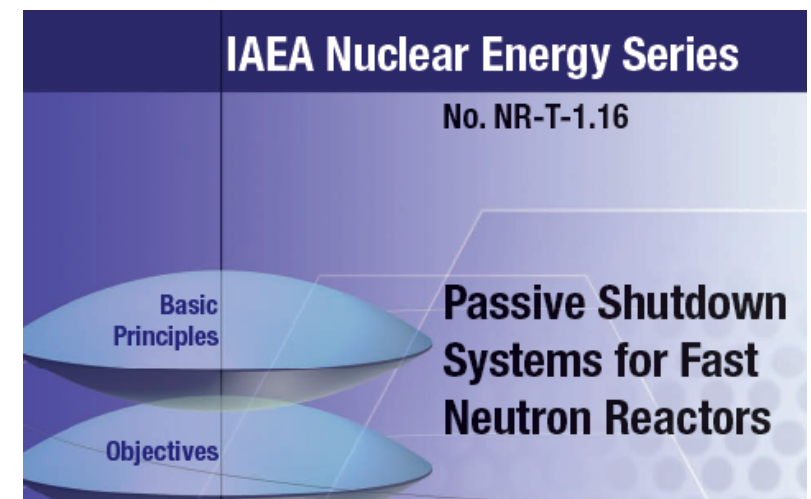 IAEA Nuclear Energy Series
No. NR-T-1.16
Basic
Principles
Passive Shutdown
Systems for Fast
Neutron Reactors
Objectives